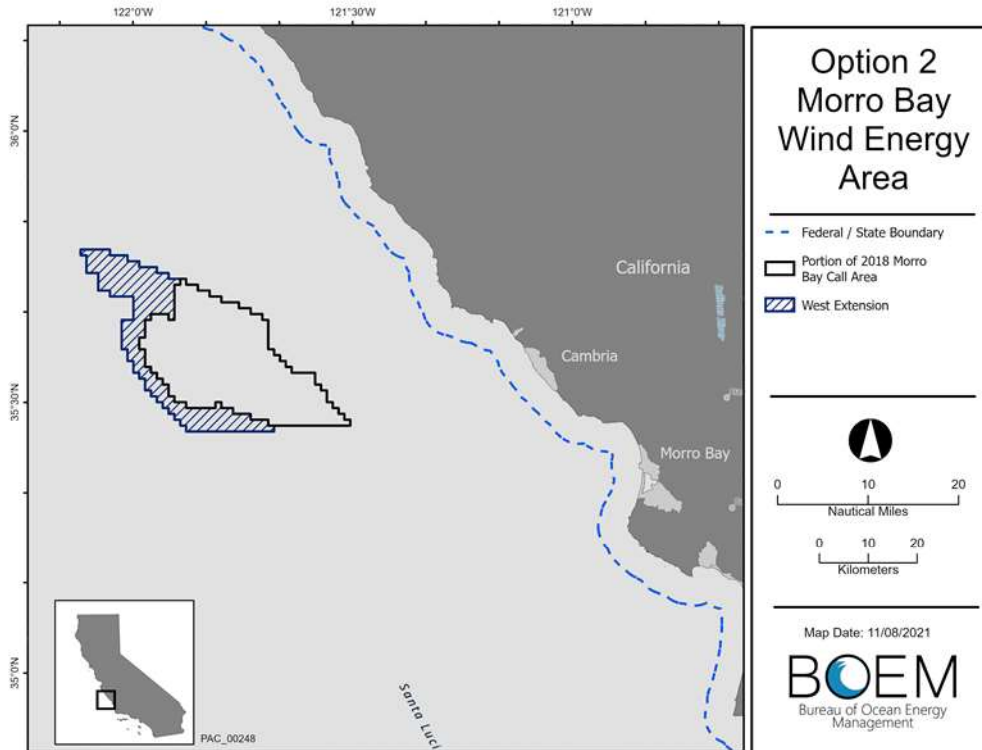 122°0'W
121°30'W
121°0'W
36°0'N
35°30'N
35°0'N
California
Salinas River
Cambria
Morro Bay
Santa Luci
PAC_00248
Option 2
Morro Bay
Wind Energy
Area
Federal / State Boundary
Portion of 2018 Morro
Bay Call Area
West Extension
0 10 20
Nautical Miles
0 10 20
Kilometers
Map Date: 11/08/2021
BOEM
Bureau of Ocean Energy
Management